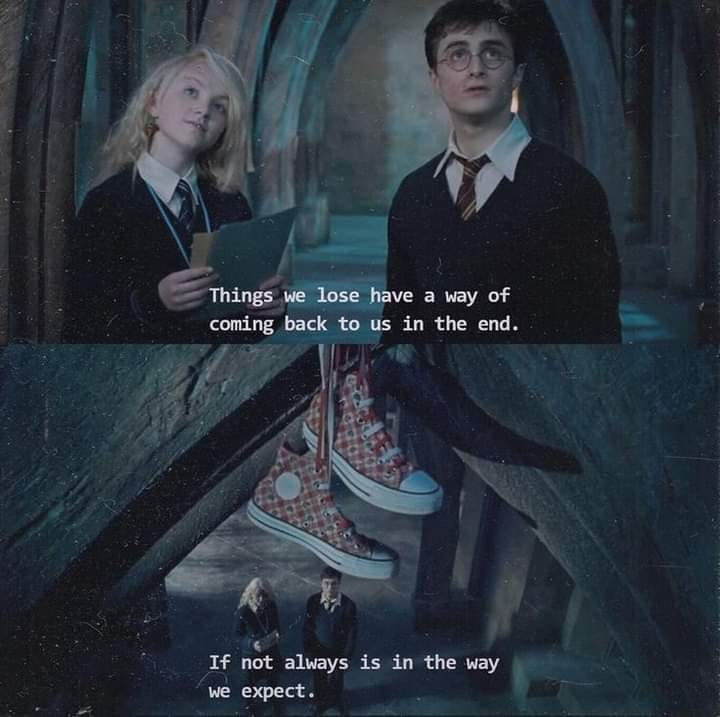 Things we lose have a way of
coming back to us in the end.
If not always is in the way
we expect.